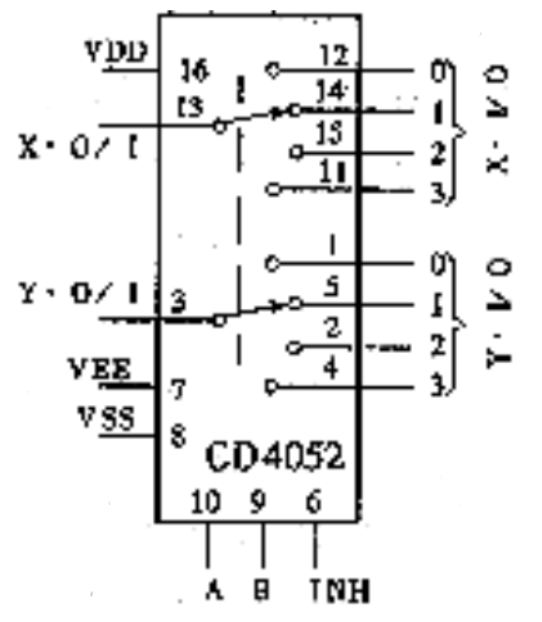 VDD 16 12 0
13 14 1
X· O/ I 15 2 X· I/O
11 3
1 0
Y· O/ I 3 5 1 Y· I/O
2 2
VEE 7 4 3
VSS 8
CD4052
10 9 6
A B INH